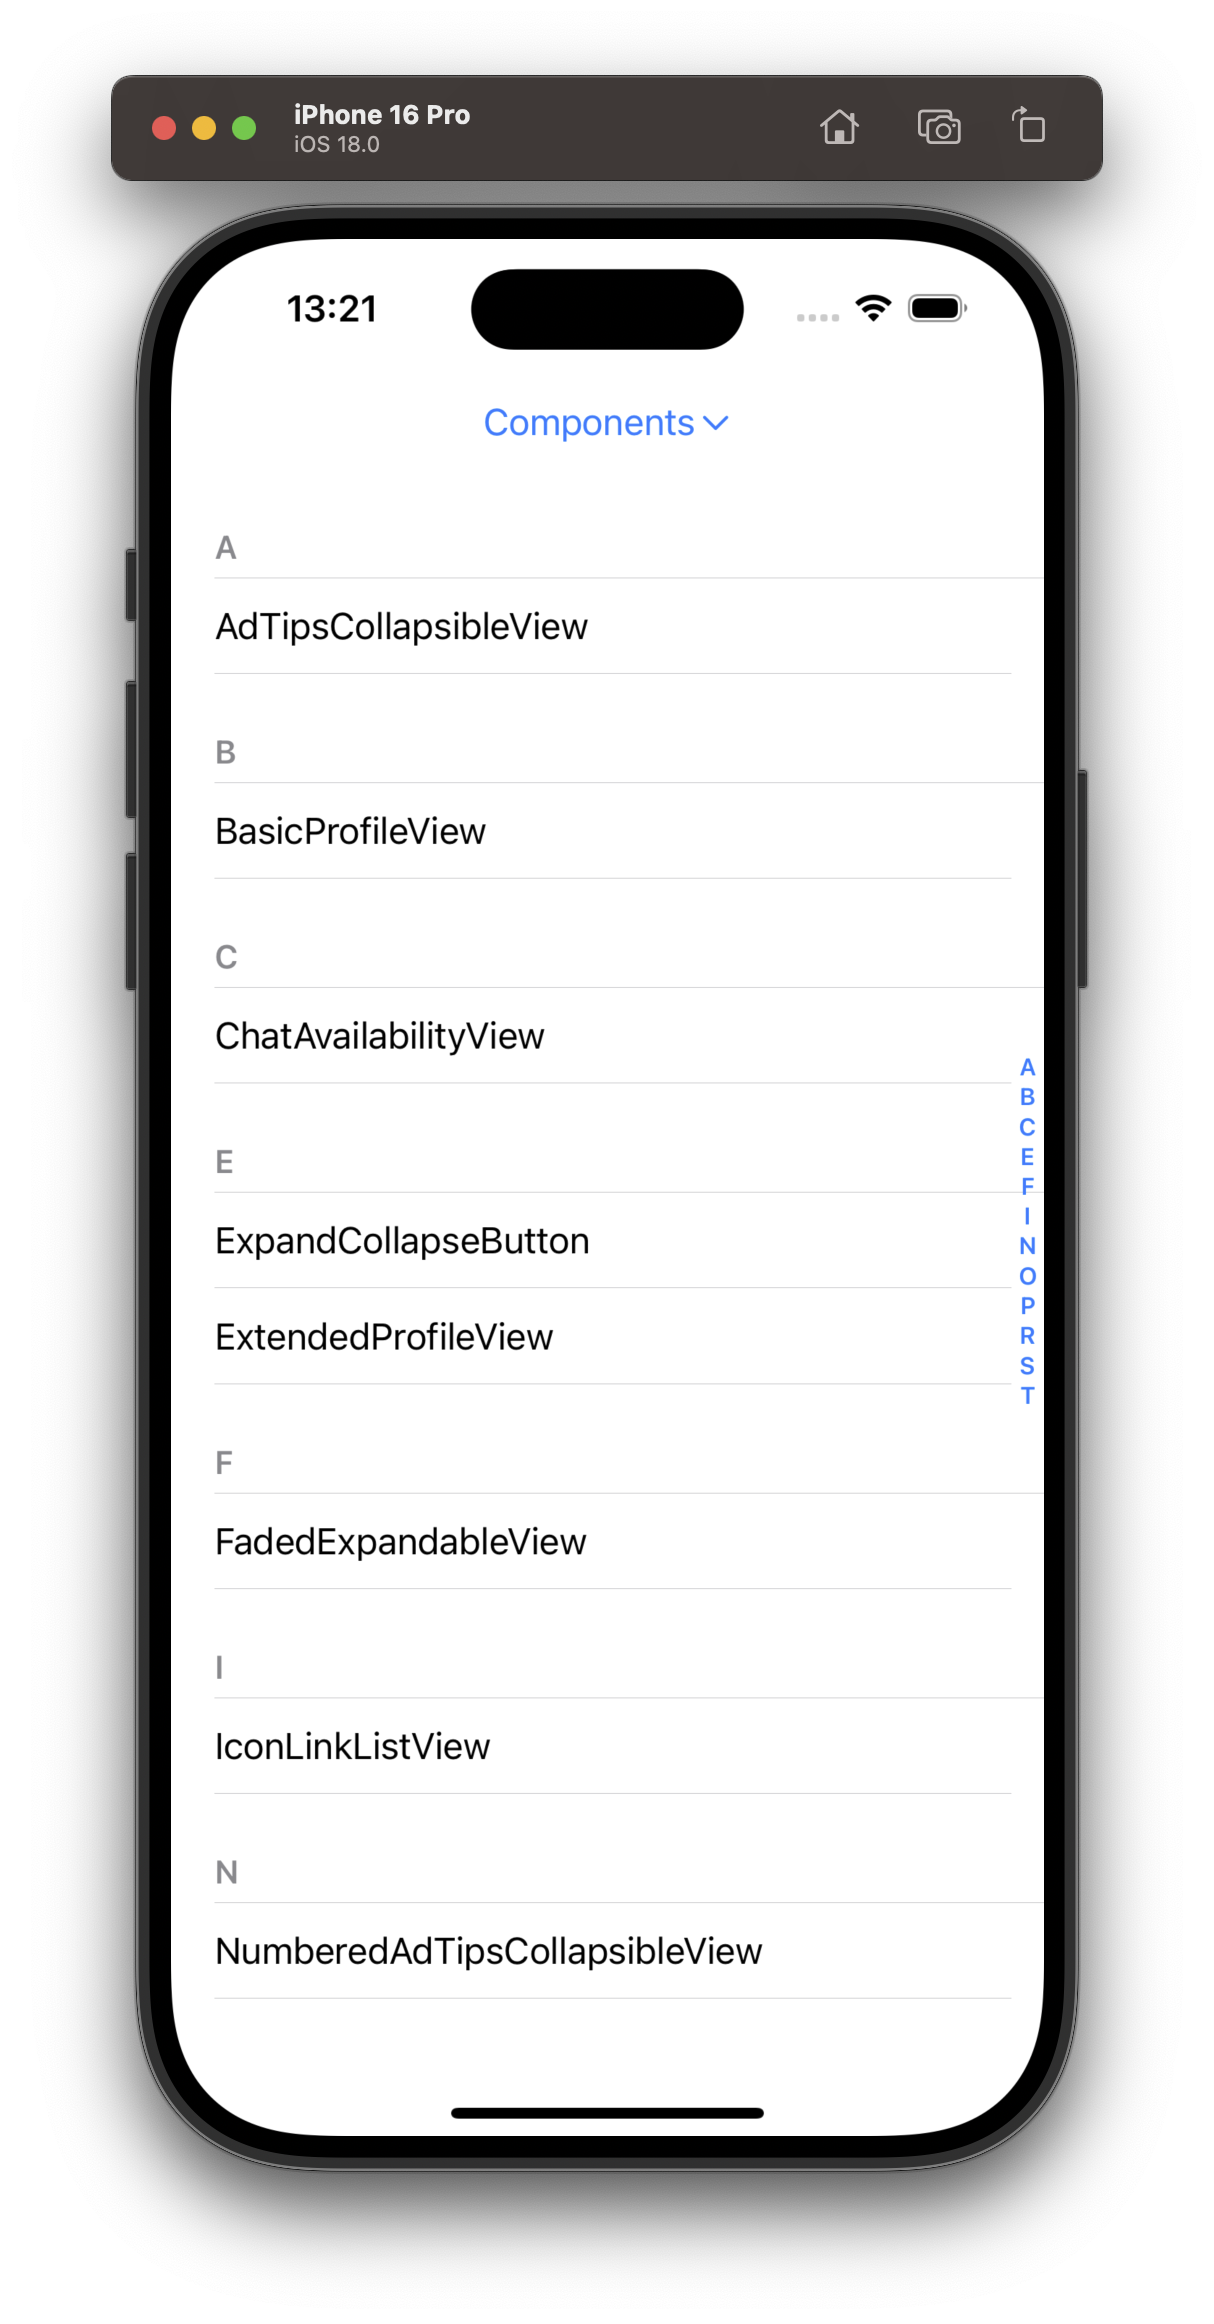 iPhone 16 Pro
iOS 18.0
13:21
Components
A
AdTipsCollapsibleView
B
BasicProfileView
C
ChatAvailabilityView
E
ExpandCollapseButton
ExtendedProfileView
F
FadedExpandableView
I
IconLinkListView
N
NumberedAdTipsCollapsibleView
A
B
C
E
F
I
N
O
P
R
S
T